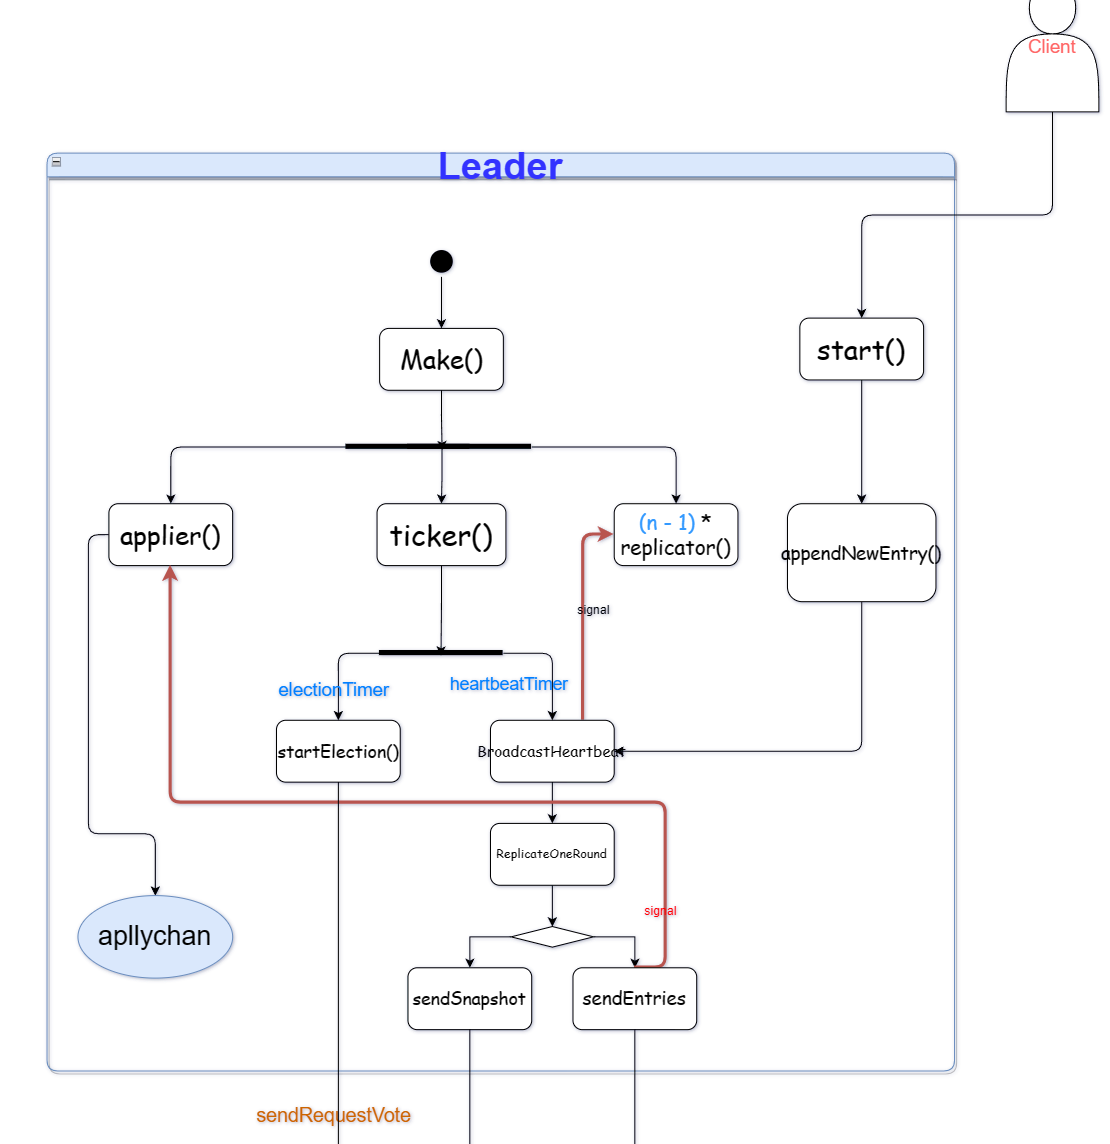 Client
Leader
Make()
start()
applier()
ticker()
(n - 1) *
replicator()
appendNewEntry()
signal
electionTimer
heartbeatTimer
startElection()
BroadcastHeartbeat
ReplicateOneRound
signal
apllychan
sendSnapshot
sendEntries
sendRequestVote